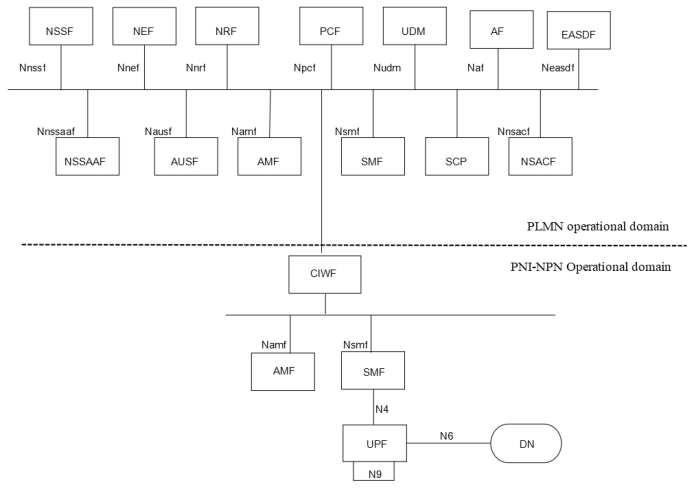 NSSF
NEF
NRF
PCF
UDM
AF
EASDF
Nnssf
Nnef
Nnrf
Npcf
Nudm
Naf
Neasdf
Nnssaaf
Nausf
Namf
Nsmf
Nnsacf
NSSAAF
AUSF
AMF
SMF
SCP
NSACF
PLMN operational domain
PNI-NPN Operational domain
CIWF
Namf
Nsmf
AMF
SMF
N4
UPF
N6
DN
N9